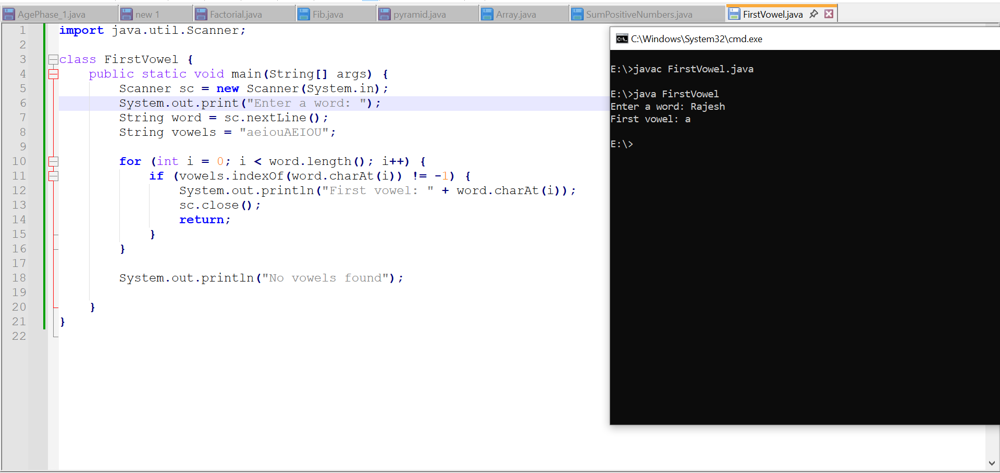 AgePhase_1.java new 1 Factorial.java Fib.java pyramid.java Array.java SumPositiveNumbers.java FirstVowel.java
1 import java.util.Scanner;
2
3 class FirstVowel {
4     public static void main(String[] args) {
5         Scanner sc = new Scanner(System.in);
6         System.out.print("Enter a word: ");
7         String word = sc.nextLine();
8         String vowels = "aeiouAEIOU";
9
10         for (int i = 0; i < word.length(); i++) {
11             if (vowels.indexOf(word.charAt(i)) != -1) {
12                 System.out.println("First vowel: " + word.charAt(i));
13                 sc.close();
14                 return;
15             }
16         }
17
18         System.out.println("No vowels found");
19
20     }
21 }
22
C:\Windows\System32\cmd.exe
E:\>javac FirstVowel.java
E:\>java FirstVowel
Enter a word: Rajesh
First vowel: a
E:\>